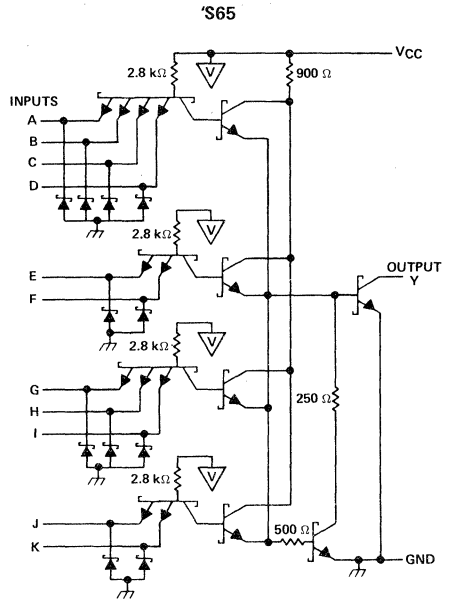 'S65
VCC
2.8 kΩ
V
900 Ω
INPUTS
A
B
C
D
2.8 kΩ
V
E
F
OUTPUT
Y
2.8 kΩ
V
G
H
I
250 Ω
2.8 kΩ
V
J
K
500 Ω
GND